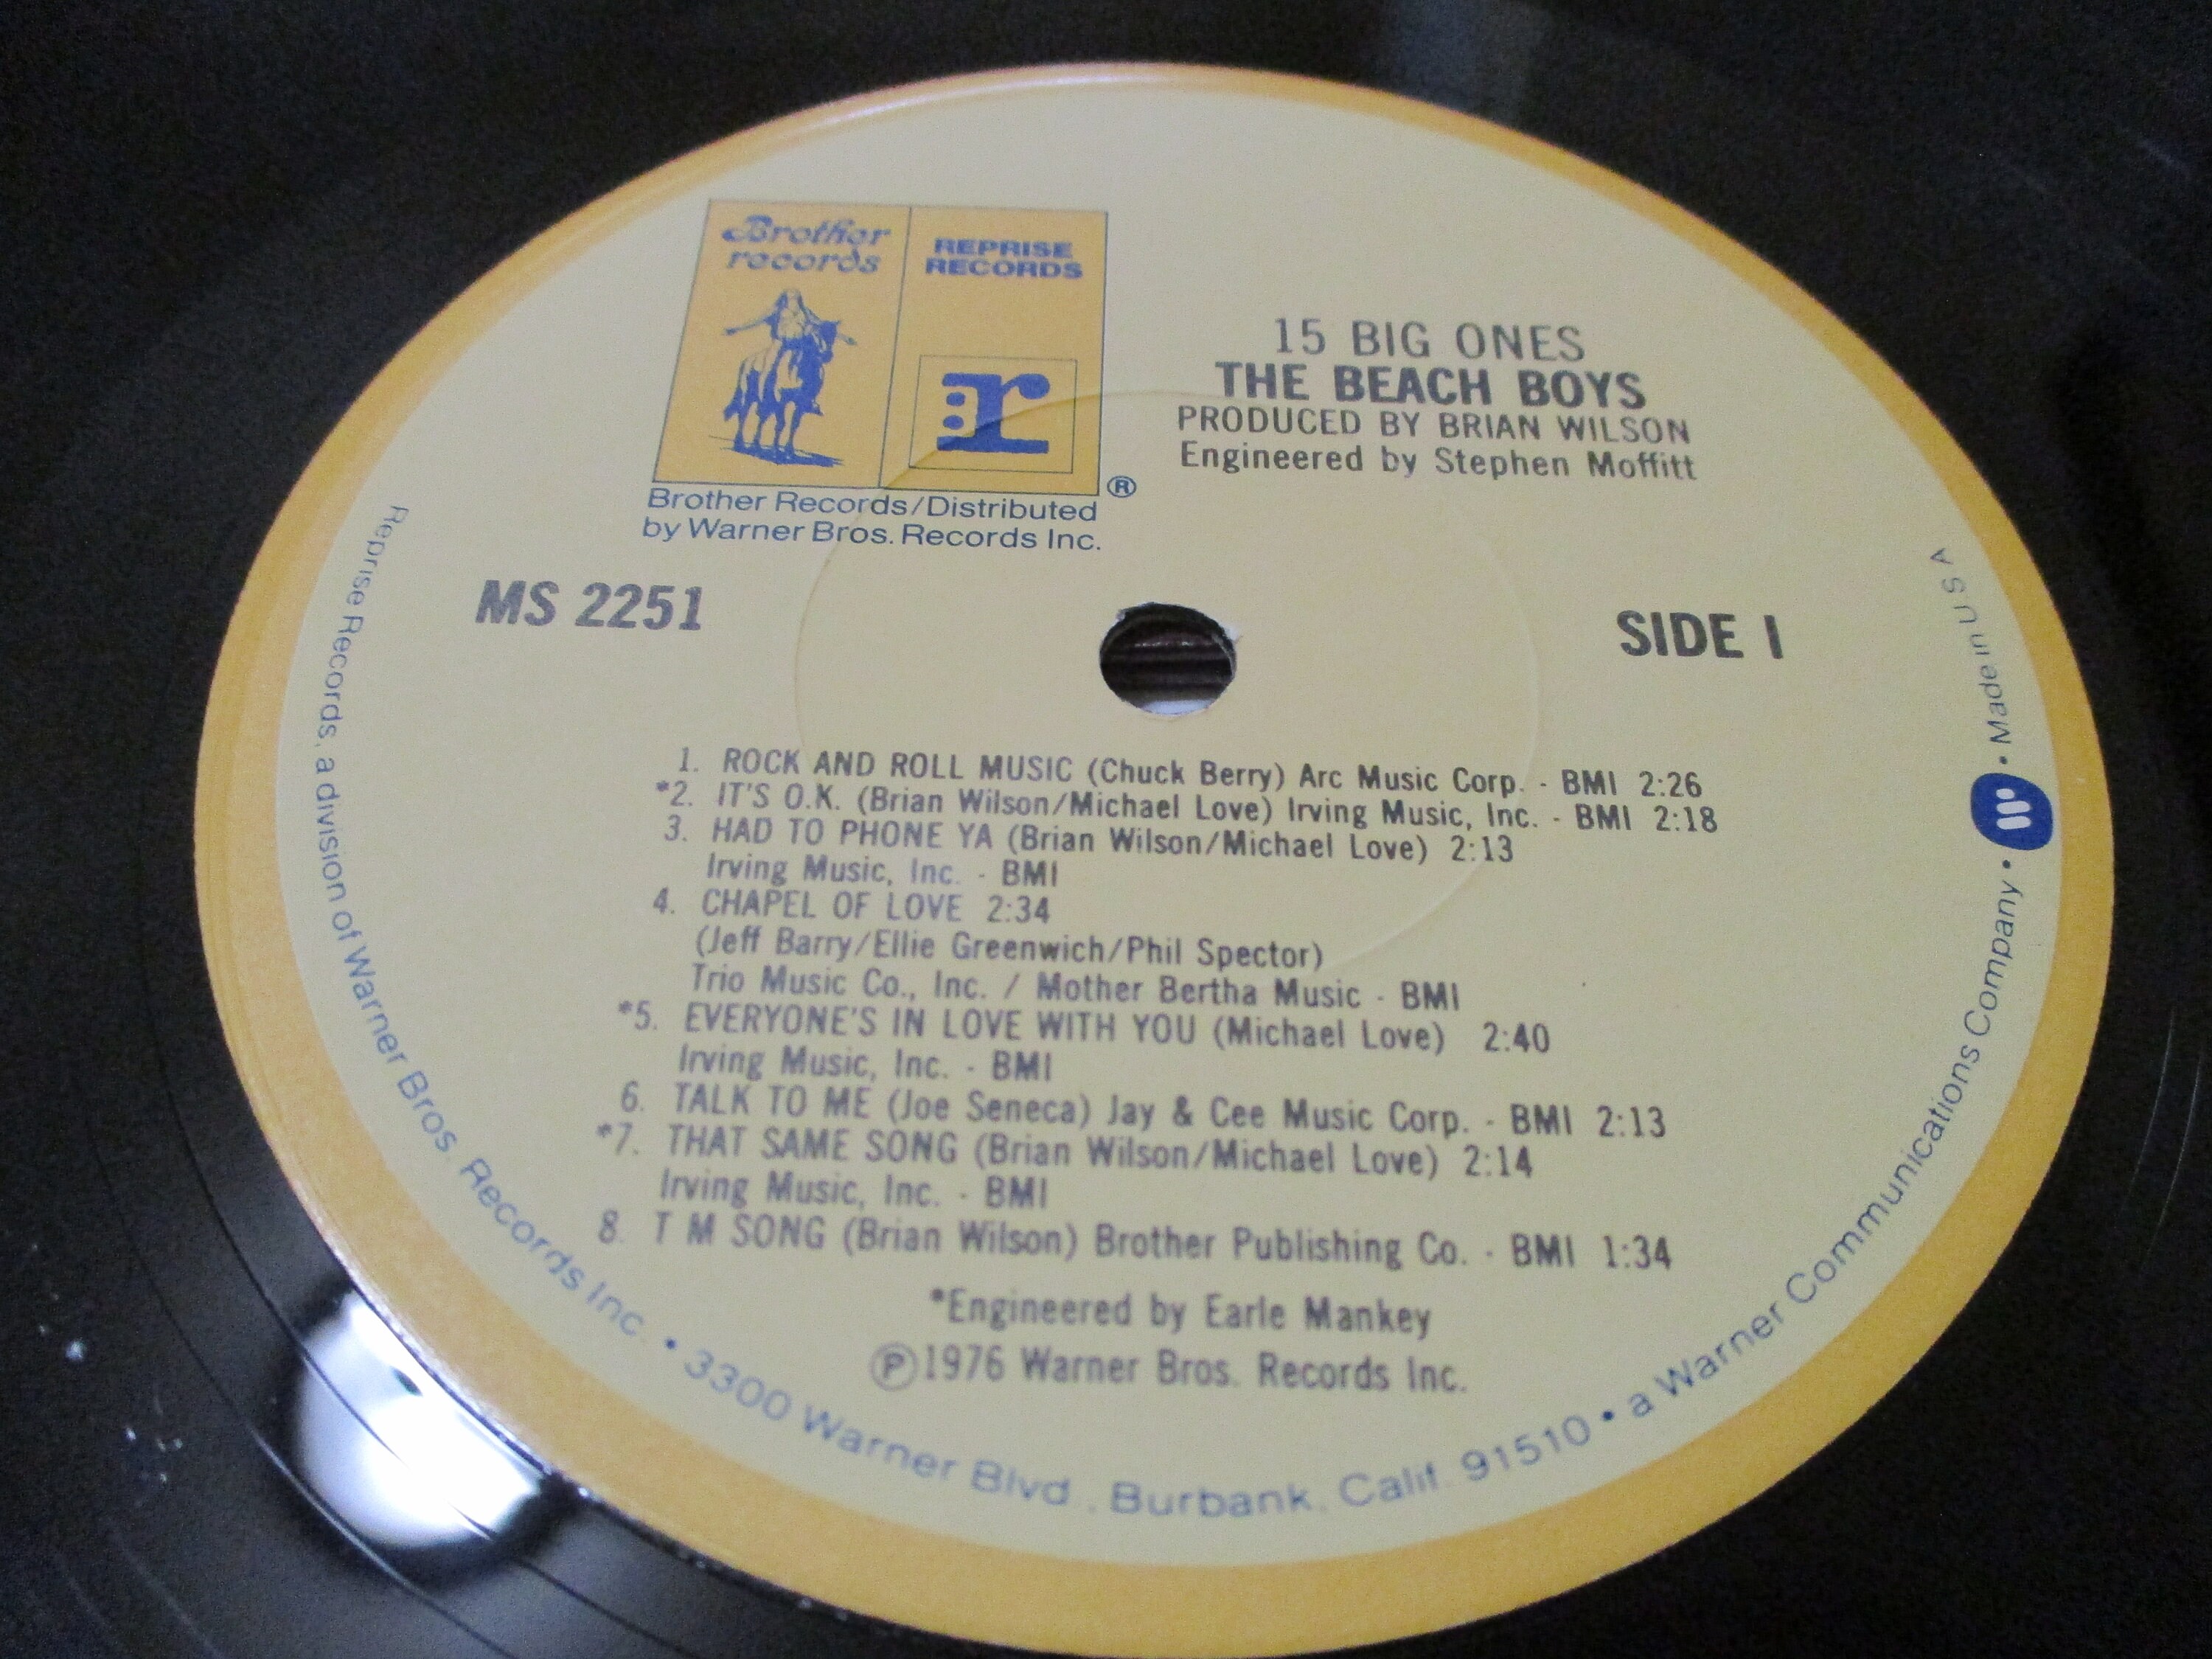 Brother
records
REPRISE
RECORDS
r
®
Brother Records/Distributed
by Warner Bros. Records Inc.
15 BIG ONES
THE BEACH BOYS
PRODUCED BY BRIAN WILSON
Engineered by Stephen Moffitt
MS 2251
SIDE 1
1. ROCK AND ROLL MUSIC (Chuck Berry) Arc Music Corp. - BMI 2:26
*2. IT'S O.K. (Brian Wilson/Michael Love) Irving Music, Inc. - BMI 2:18
3. HAD TO PHONE YA (Brian Wilson/Michael Love) 2:13
Irving Music, Inc. - BMI
4. CHAPEL OF LOVE 2:34
(Jeff Barry/Ellie Greenwich/Phil Spector)
Trio Music Co., Inc. / Mother Bertha Music - BMI
*5. EVERYONE'S IN LOVE WITH YOU (Michael Love) 2:40
Irving Music, Inc. - BMI
6. TALK TO ME (Joe Seneca) Jay & Cee Music Corp. - BMI 2:13
*7. THAT SAME SONG (Brian Wilson/Michael Love) 2:14
Irving Music, Inc. - BMI
8. T M SONG (Brian Wilson) Brother Publishing Co. - BMI 1:34
*Engineered by Earle Mankey
℗1976 Warner Bros. Records Inc.
Reprise Records, a division of Warner Bros. Records Inc. • 3300 Warner Blvd., Burbank, Calif. 91510 • a Warner Communications Company • W • Made in U S A